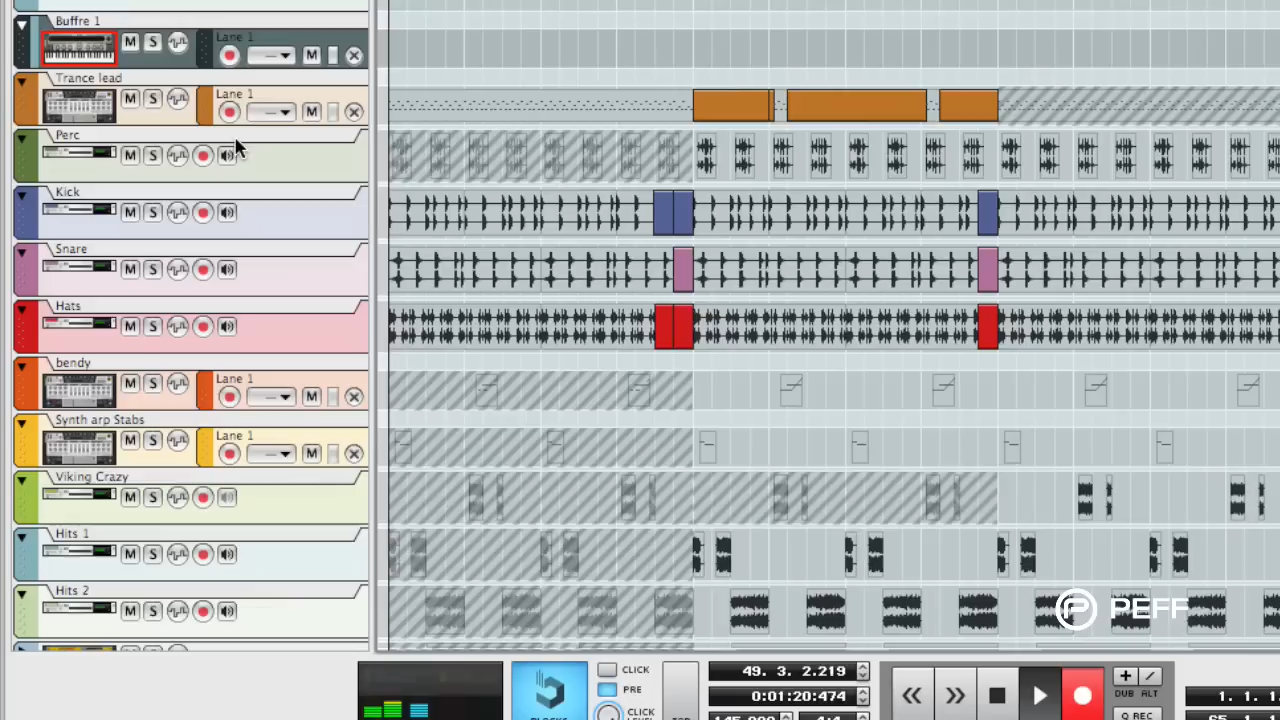 Buffre 1
M S Lane 1
M
Trance lead
M S Lane 1
M
Perc
M S
Kick
M S
Snare
M S
Hats
M S
bendy
M S Lane 1
M
Synth arp Stabs
M S Lane 1
M
Viking Crazy
M S
Hits 1
M S
Hits 2
M S
PEFF
CLICK
PRE
CLICK
49. 3. 2.219
0:01:20:474
DUB ALT
Q REC